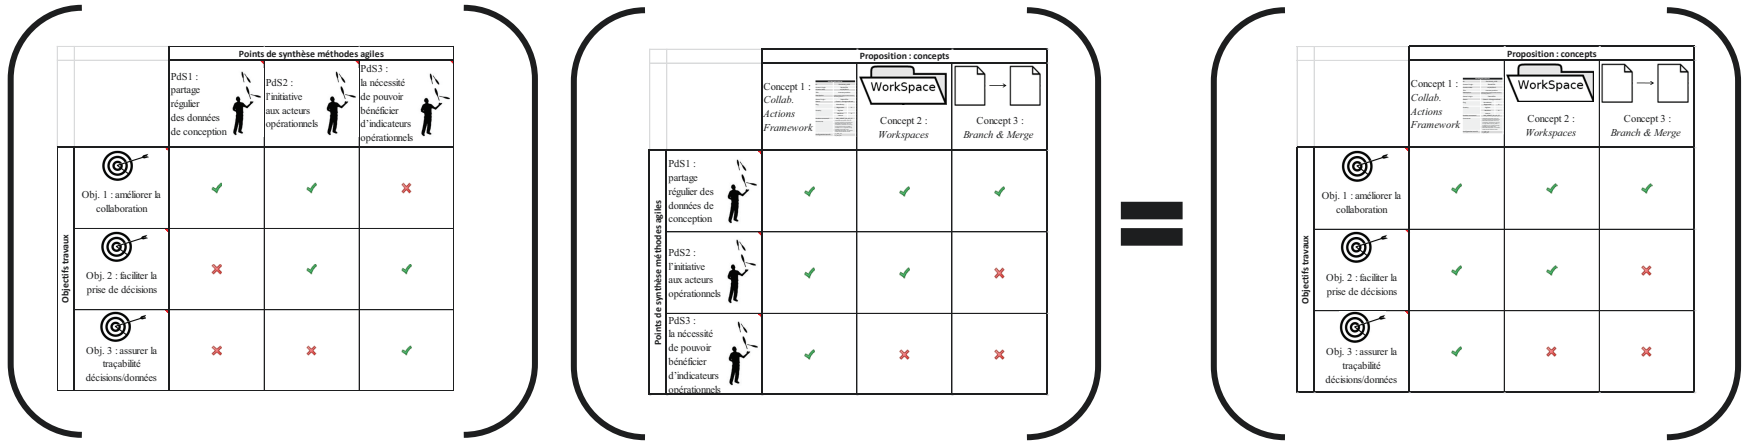 Points de synthèse méthodes agiles
PdS1 :
partage
régulier
des données
de conception
PdS2 :
l'initiative
aux acteurs
opérationnels
PdS3 :
la nécessité
de pouvoir
bénéficier
d'indicateurs
opérationnels
Objectifs travaux
Obj. 1 : améliorer la
collaboration
Obj. 2 : faciliter la
prise de décisions
Obj. 3 : assurer la
traçabilité
décisions/données
Proposition : concepts
Concept 1 :
Collab.
Actions
Framework
WorkSpace
Concept 2 :
Workspaces
Concept 3 :
Branch & Merge
Points de synthèse méthodes agiles
PdS1 :
partage
régulier des
données de
conception
PdS2 :
l'initiative
aux acteurs
opérationnels
PdS3 :
la nécessité
de pouvoir
bénéficier
d'indicateurs
opérationnels
Proposition : concepts
Concept 1 :
Collab.
Actions
Framework
WorkSpace
Concept 2 :
Workspaces
Concept 3 :
Branch & Merge
Objectifs travaux
Obj. 1 : améliorer la
collaboration
Obj. 2 : faciliter la
prise de décisions
Obj. 3 : assurer la
traçabilité
décisions/données